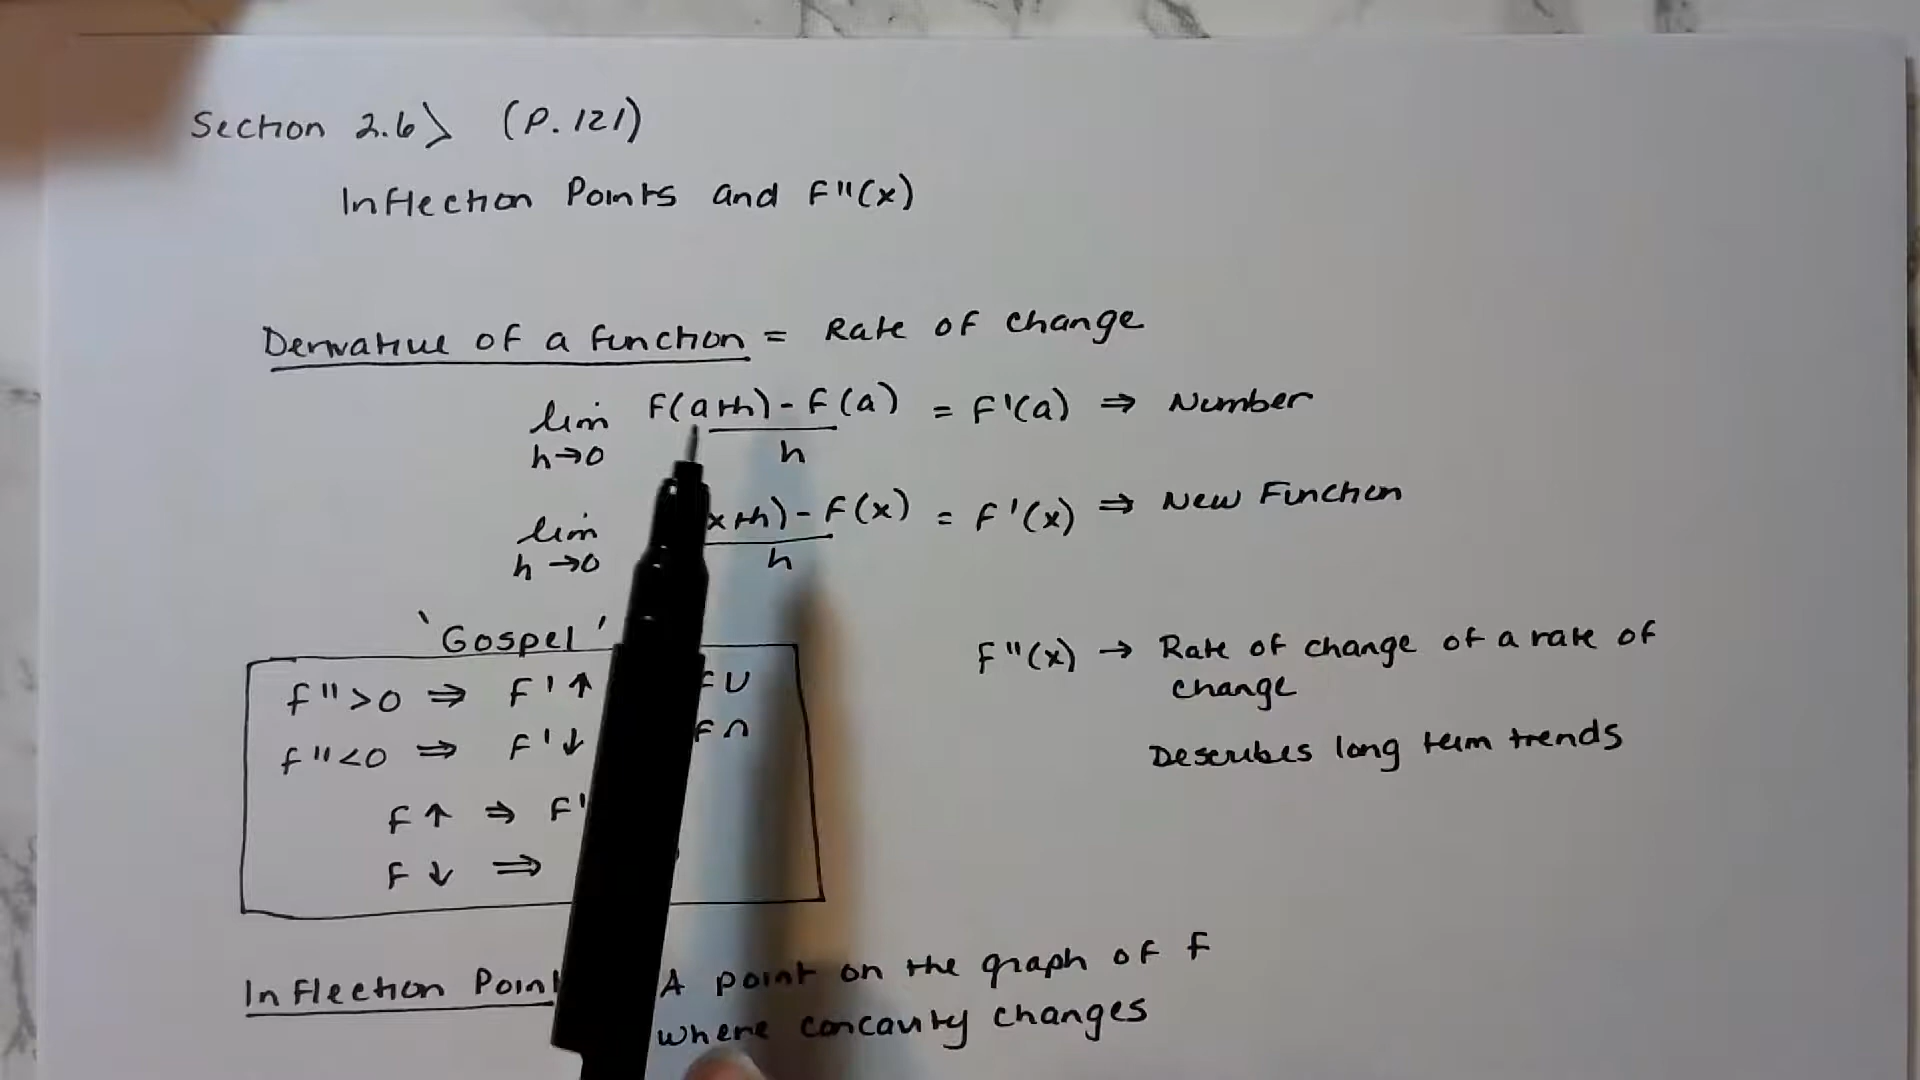 Section 2.6> (P. 121)
Inflection Points and F''(x)
Derivative of a function = Rate of change
lim h→0 F(a+h) - F(a) / h = F'(a) ⇒ Number
lim h→0 x+h) - F(x) / h = F'(x) ⇒ New Function
'Gospel'
F''>0 ⇒ F'↑ F∪
F''<0 ⇒ F'↓ F∩
F↑ ⇒ F'
F↓ ⇒
F''(x) → Rate of change of a rate of
change
Describes long term trends
Inflection Point A point on the graph of F
where concavity changes